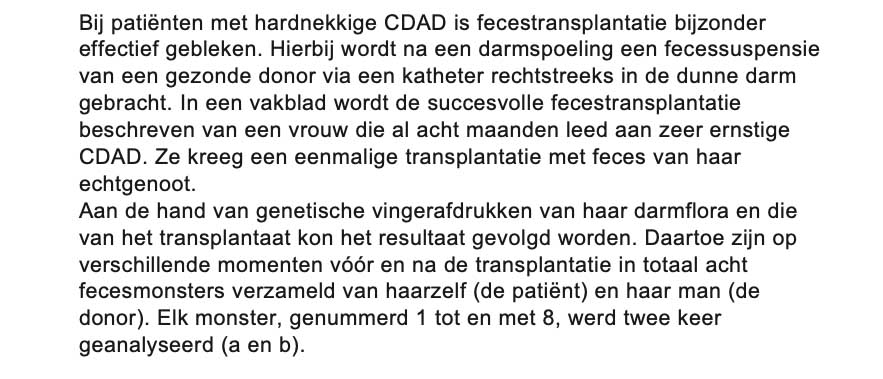 Bij patiënten met hardnekkige CDAD is fecestransplantatie bijzonder
effectief gebleken. Hierbij wordt na een darmspoeling een fecessuspensie
van een gezonde donor via een katheter rechtstreeks in de dunne darm
gebracht. In een vakblad wordt de succesvolle fecestransplantatie
beschreven van een vrouw die al acht maanden leed aan zeer ernstige
CDAD. Ze kreeg een eenmalige transplantatie met feces van haar
echtgenoot.
Aan de hand van genetische vingerafdrukken van haar darmflora en die
van het transplantaat kon het resultaat gevolgd worden. Daartoe zijn op
verschillende momenten vóór en na de transplantatie in totaal acht
fecesmonsters verzameld van haarzelf (de patiënt) en haar man (de
donor). Elk monster, genummerd 1 tot en met 8, werd twee keer
geanalyseerd (a en b).